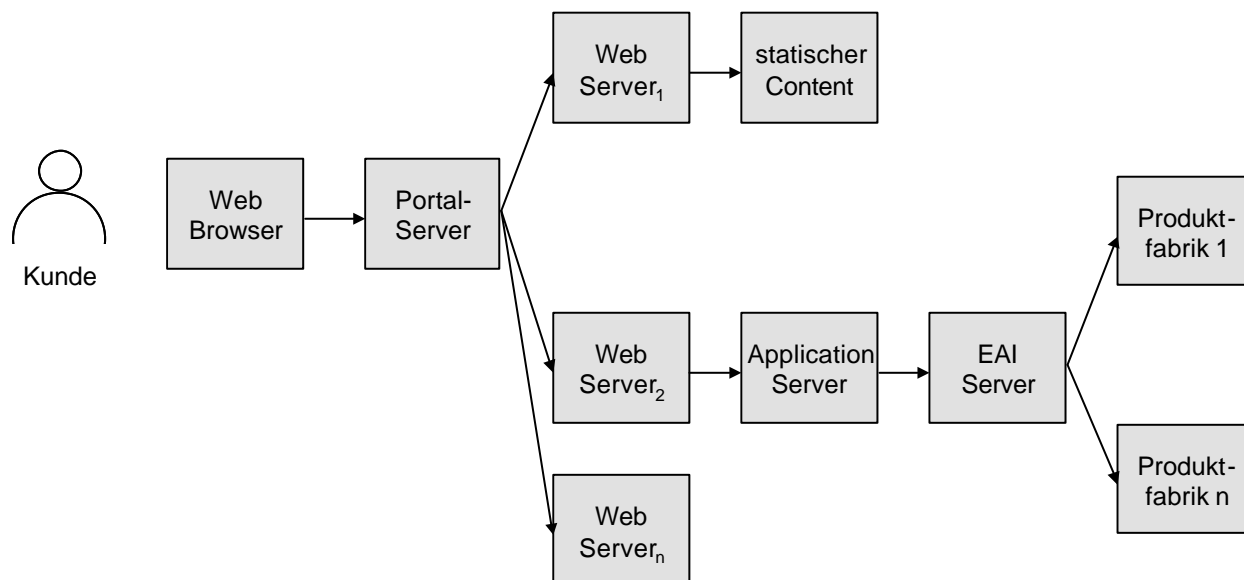 Web
Server₁
statischer
Content
Kunde
Web
Browser
Portal-
Server
Produkt-
fabrik 1
Web
Server₂
Application
Server
EAI
Server
Produkt-
fabrik n
Web
Serverₙ